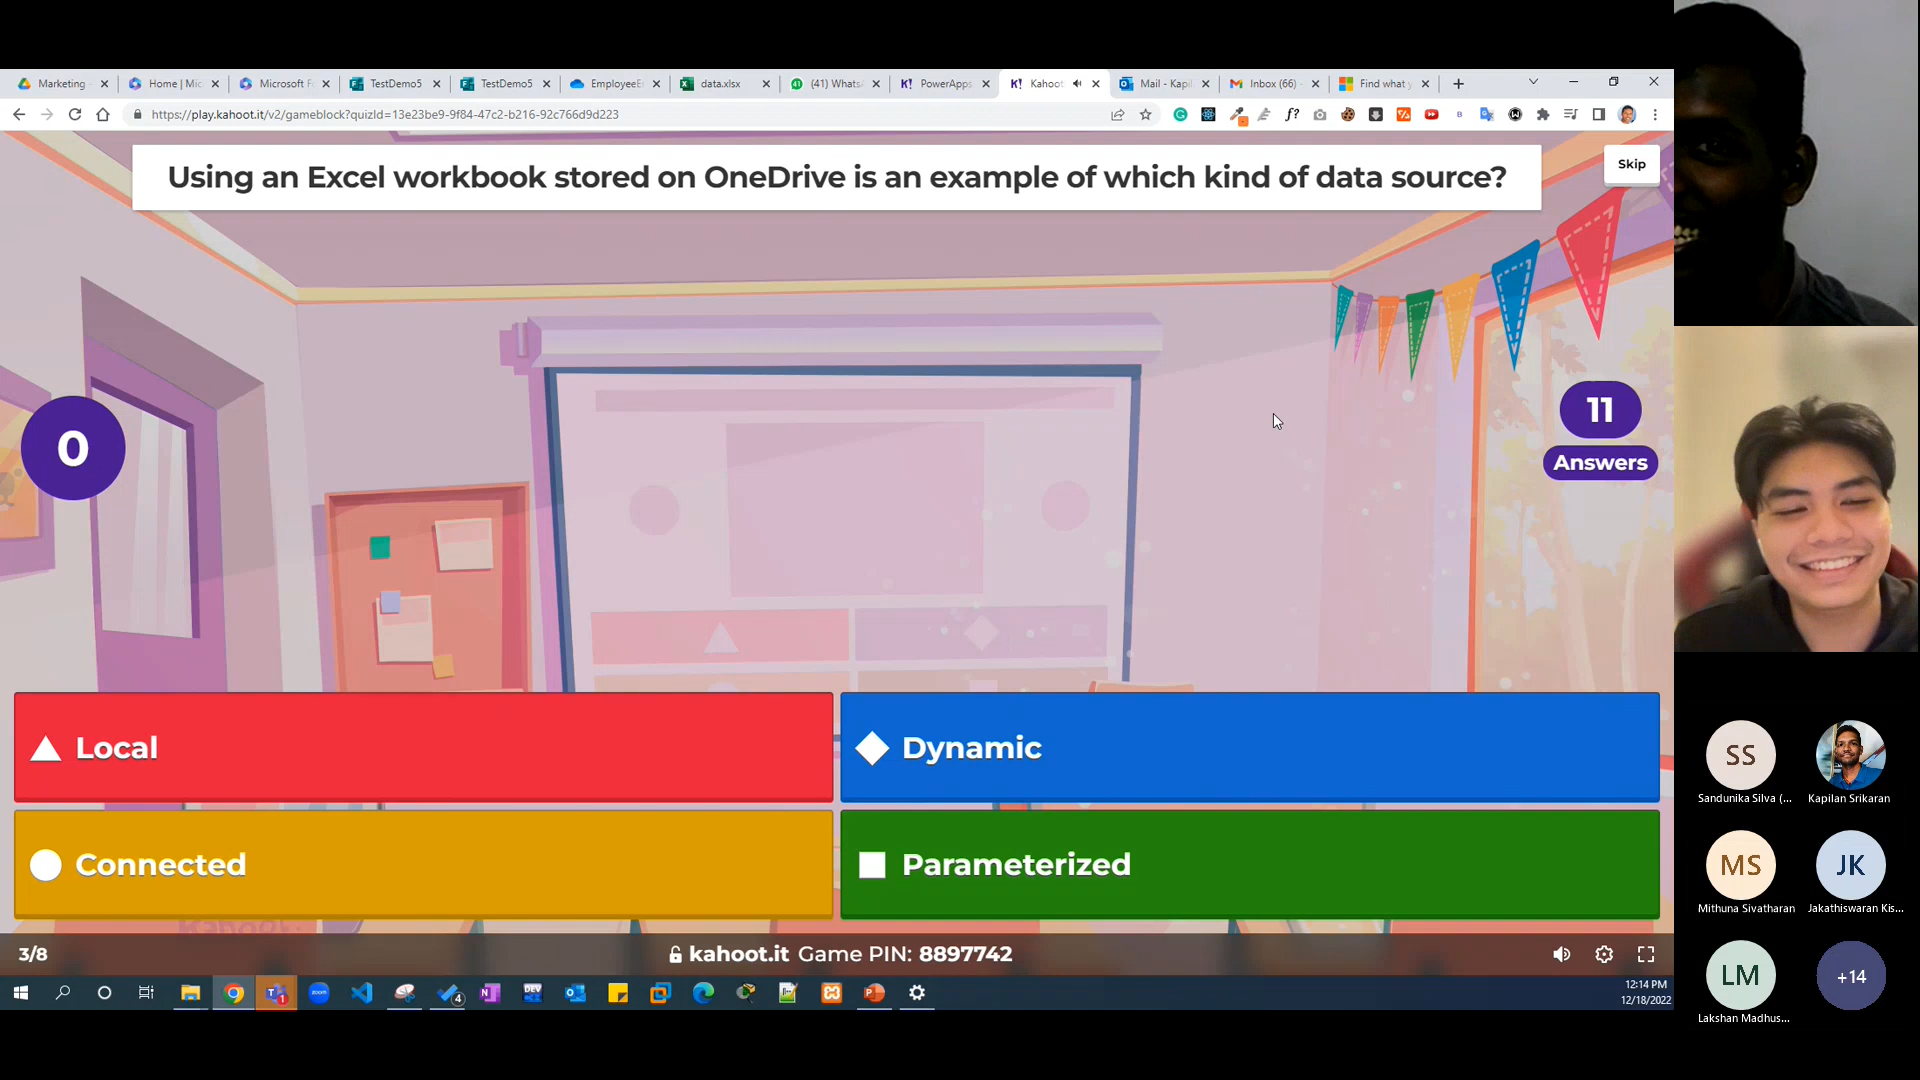 Marketing
Home | Mic
Microsoft Fo
TestDemo5
TestDemo5
EmployeeE
data.xlsx
(41) Whats
PowerApps
Kahoot
Mail - Kapil
Inbox (66) -
Find what y
https://play.kahoot.it/v2/gameblock?quizId=13e23be9-9f84-47c2-b216-92c766d9d223
Using an Excel workbook stored on OneDrive is an example of which kind of data source?
Skip
0
11
Answers
Local
Dynamic
Connected
Parameterized
3/8
kahoot.it Game PIN: 8897742
12:14 PM
12/18/2022
SS
Sandunika Silva (...
Kapilan Srikaran
MS
Mithuna Sivatharan
JK
Jakathiswaran Kis...
LM
Lakshan Madhus...
+14